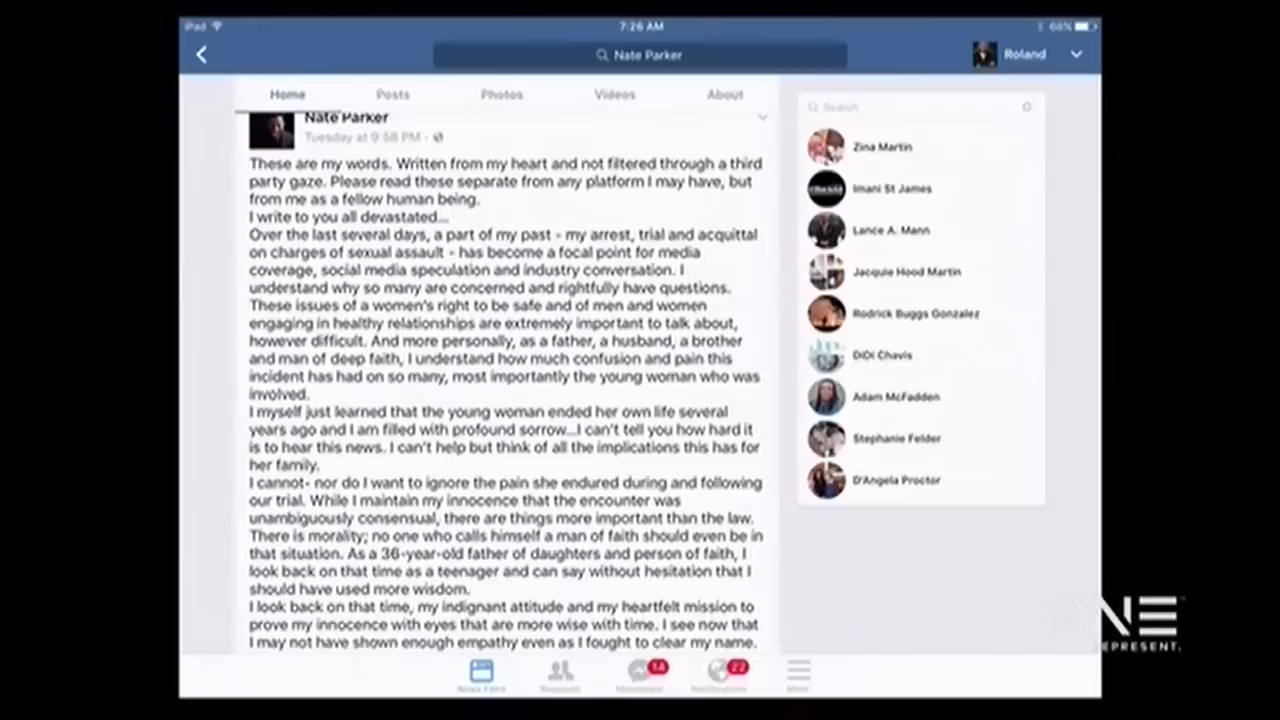 iPad
7:26 AM
68%
Nate Parker
Roland
Home
Posts
Photos
Videos
About
Nate Parker
Tuesday at 9:58 PM
These are my words. Written from my heart and not filtered through a third
party gaze. Please read these separate from any platform I may have, but
from me as a fellow human being.
I write to you all devastated...
Over the last several days, a part of my past - my arrest, trial and acquittal
on charges of sexual assault - has become a focal point for media
coverage, social media speculation and industry conversation. I
understand why so many are concerned and rightfully have questions.
These issues of a women's right to be safe and of men and women
engaging in healthy relationships are extremely important to talk about,
however difficult. And more personally, as a father, a husband, a brother
and man of deep faith, I understand how much confusion and pain this
incident has had on so many, most importantly the young woman who was
involved.
I myself just learned that the young woman ended her own life several
years ago and I am filled with profound sorrow...I can't tell you how hard it
is to hear this news. I can't help but think of all the implications this has for
her family.
I cannot- nor do I want to ignore the pain she endured during and following
our trial. While I maintain my innocence that the encounter was
unambiguously consensual, there are things more important than the law.
There is morality; no one who calls himself a man of faith should even be in
that situation. As a 36-year-old father of daughters and person of faith, I
look back on that time as a teenager and can say without hesitation that I
should have used more wisdom.
I look back on that time, my indignant attitude and my heartfelt mission to
prove my innocence with eyes that are more wise with time. I see now that
I may not have shown enough empathy even as I fought to clear my name.
Search
Zina Martin
Imani St James
Lance A. Mann
Jacquie Hood Martin
Rodrick Buggs Gonzalez
DiDi Chavis
Adam McFadden
Stephanie Felder
D'Angela Proctor
News Feed
Requests
14
Messenger
22
Notifications
More
ONE
REPRESENT.